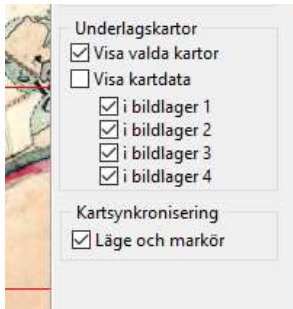 Underlagskartor
Visa valda kartor
Visa kartdata
i bildlager 1
i bildlager 2
i bildlager 3
i bildlager 4
Kartsynkronisering
Läge och markör